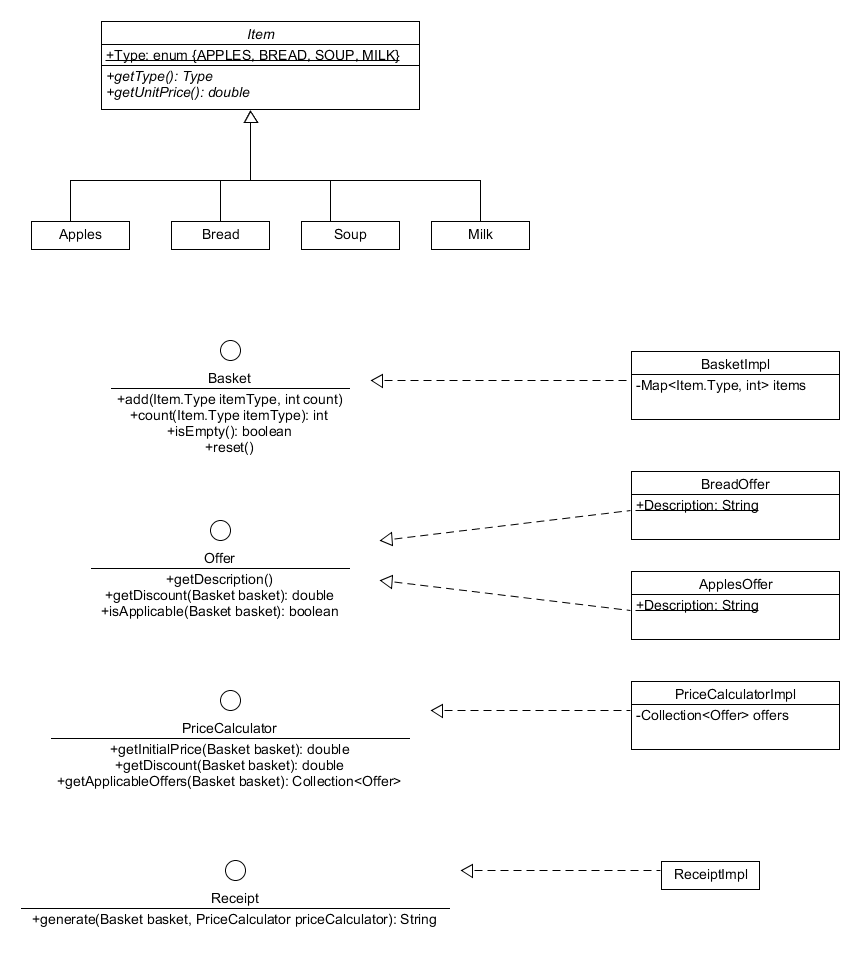 Item
+Type: enum {APPLES, BREAD, SOUP, MILK}
+getType(): Type
+getUnitPrice(): double
Apples
Bread
Soup
Milk
Basket
+add(Item.Type itemType, int count)
+count(Item.Type itemType): int
+isEmpty(): boolean
+reset()
BasketImpl
-Map<Item.Type, int> items
Offer
+getDescription()
+getDiscount(Basket basket): double
+isApplicable(Basket basket): boolean
BreadOffer
+Description: String
ApplesOffer
+Description: String
PriceCalculator
+getInitialPrice(Basket basket): double
+getDiscount(Basket basket): double
+getApplicableOffers(Basket basket): Collection<Offer>
PriceCalculatorImpl
-Collection<Offer> offers
Receipt
+generate(Basket basket, PriceCalculator priceCalculator): String
ReceiptImpl